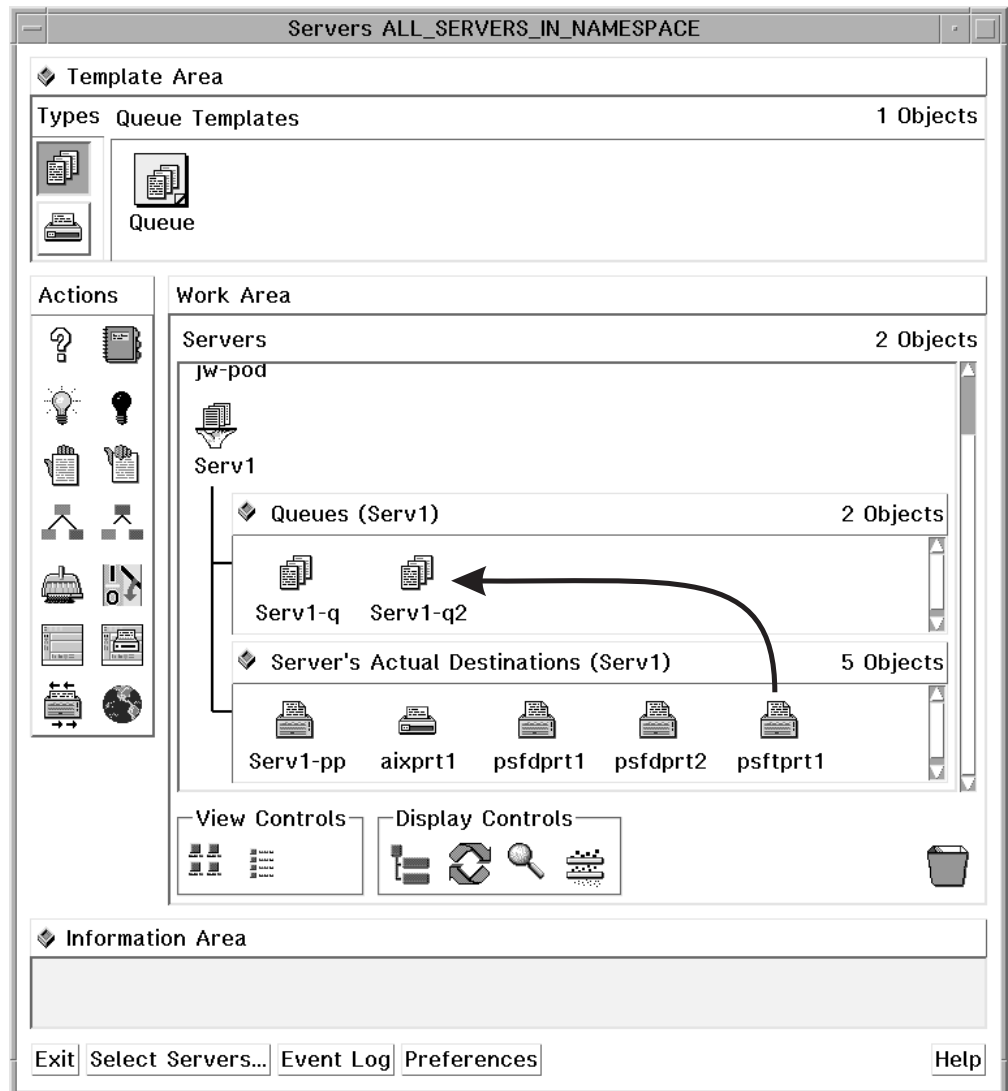 Servers ALL_SERVERS_IN_NAMESPACE
Template Area
Types Queue Templates 1 Objects
Queue
Actions
Work Area
Servers 2 Objects
jw-pod
Serv1
Queues (Serv1) 2 Objects
Serv1-q Serv1-q2
Server's Actual Destinations (Serv1) 5 Objects
Serv1-pp aixprt1 psfdprt1 psfdprt2 psftprt1
View Controls Display Controls
Information Area
Exit Select Servers... Event Log Preferences Help